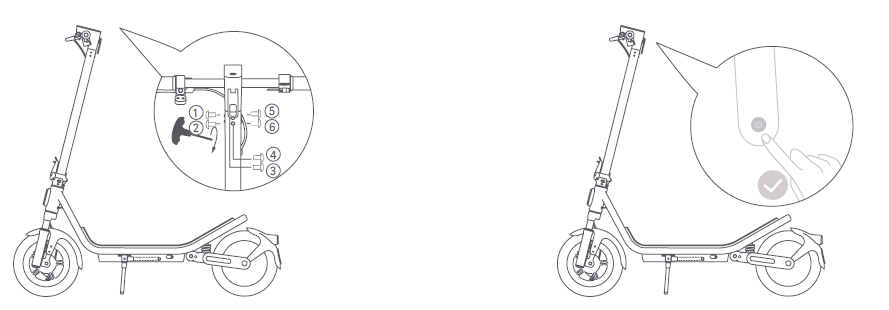 ① ⑤
② ⑥
④
③